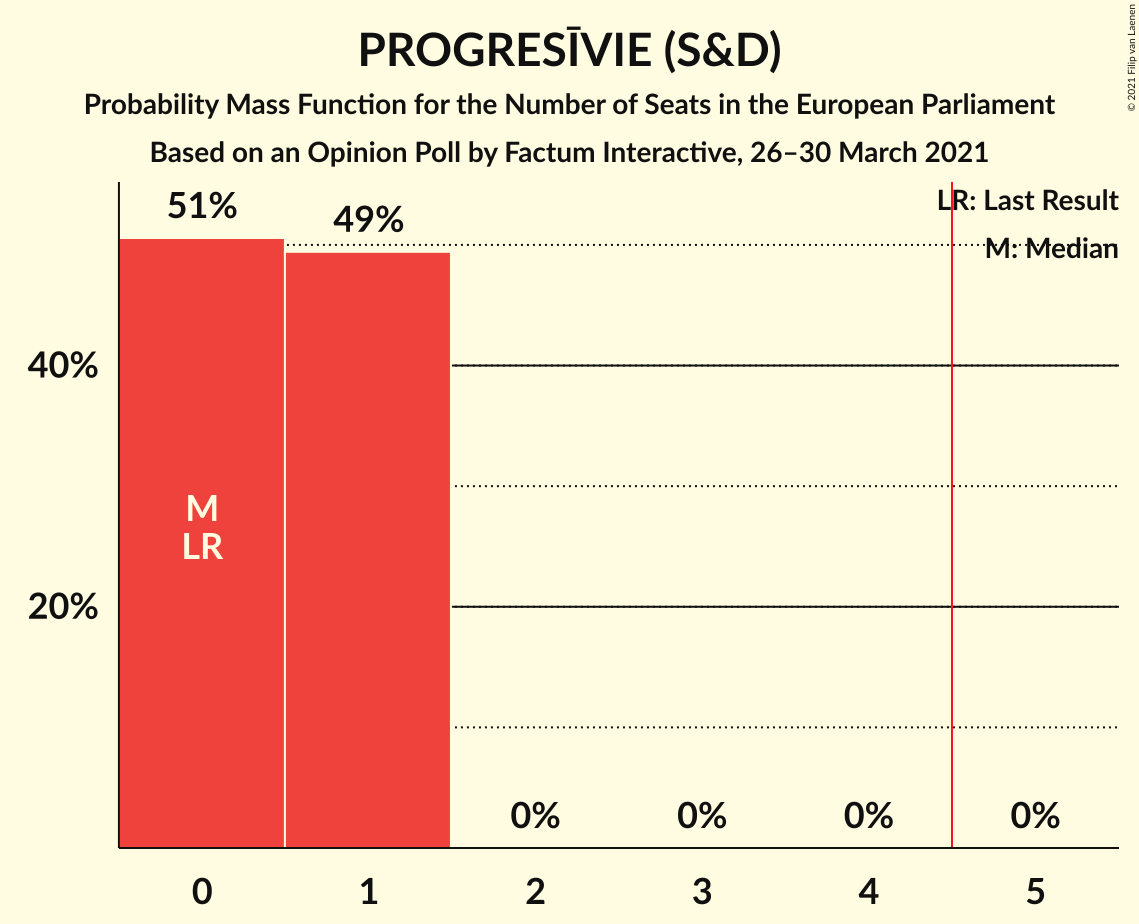 PROGRESĪVIE (S&D)
Probability Mass Function for the Number of Seats in the European Parliament
Based on an Opinion Poll by Factum Interactive, 26–30 March 2021
© 2021 Filip van Laenen
LR: Last Result
M: Median
51%
49%
40%
M
LR
20%
0%
0%
0%
0%
0
1
2
3
4
5